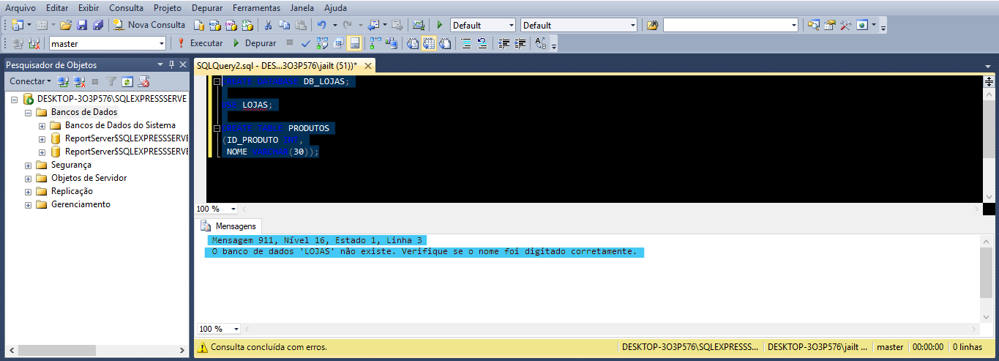 Arquivo Editar Exibir Consulta Projeto Depurar Ferramentas Janela Ajuda
Nova Consulta Default Default
master Executar Depurar
Pesquisador de Objetos
Conectar
DESKTOP-3O3P576\SQLEXPRESSSERVE
Bancos de Dados
Bancos de Dados do Sistema
ReportServer$SQLEXPRESSSERVE
ReportServer$SQLEXPRESSSERVE
Segurança
Objetos de Servidor
Replicação
Gerenciamento
SQLQuery2.sql - DES...3O3P576\jailt (51))*
CREATE DATABASE DB_LOJAS;
USE LOJAS;
CREATE TABLE PRODUTOS
(ID_PRODUTO INT,
NOME VARCHAR(30));
100 %
Mensagens
Mensagem 911, Nível 16, Estado 1, Linha 3
O banco de dados 'LOJAS' não existe. Verifique se o nome foi digitado corretamente.
100 %
Consulta concluída com erros. DESKTOP-3O3P576\SQLEXPRESSS... DESKTOP-3O3P576\jailt ... master 00:00:00 0 linhas